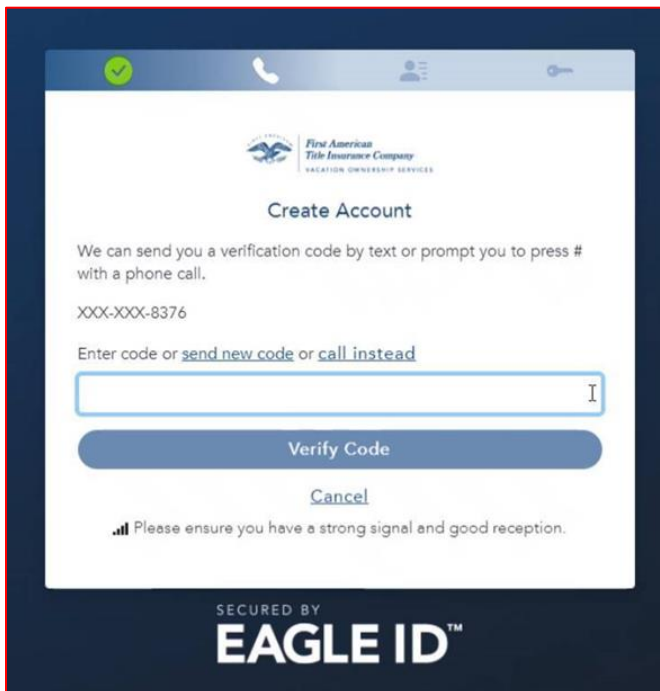 First American
Title Insurance Company
VACATION OWNERSHIP SERVICES
Create Account
We can send you a verification code by text or prompt you to press #
with a phone call.
XXX-XXX-8376
Enter code or send new code or call instead
Verify Code
Cancel
Please ensure you have a strong signal and good reception.
SECURED BY
EAGLE ID™